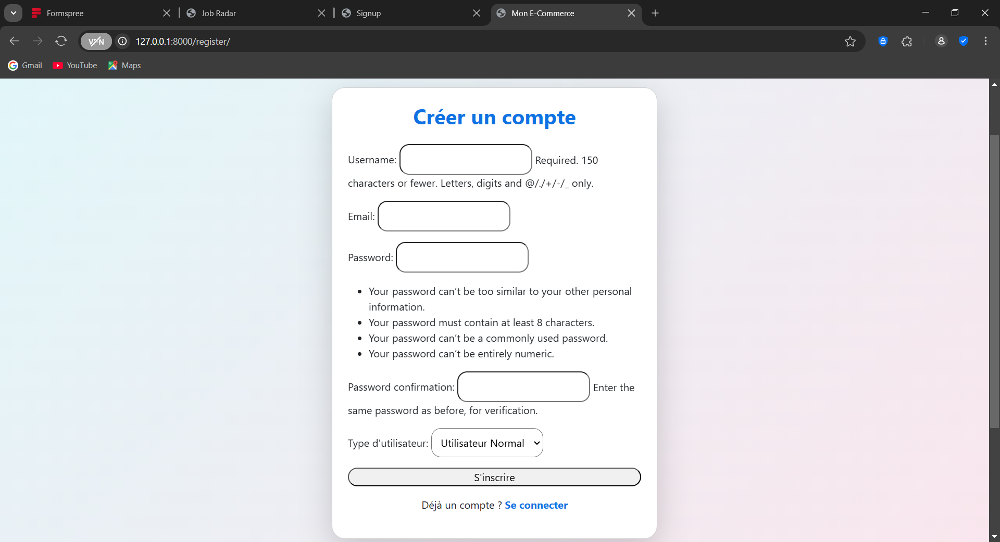 Formspree
Job Radar
Signup
Mon E-Commerce
VPN
127.0.0.1:8000/register/
Gmail
YouTube
Maps
Créer un compte
Username:
Required. 150
characters or fewer. Letters, digits and @/./+/-/_ only.
Email:
Password:
Your password can’t be too similar to your other personal
information.
Your password must contain at least 8 characters.
Your password can’t be a commonly used password.
Your password can’t be entirely numeric.
Password confirmation:
Enter the
same password as before, for verification.
Type d'utilisateur:
Utilisateur Normal
S'inscrire
Déjà un compte ? Se connecter